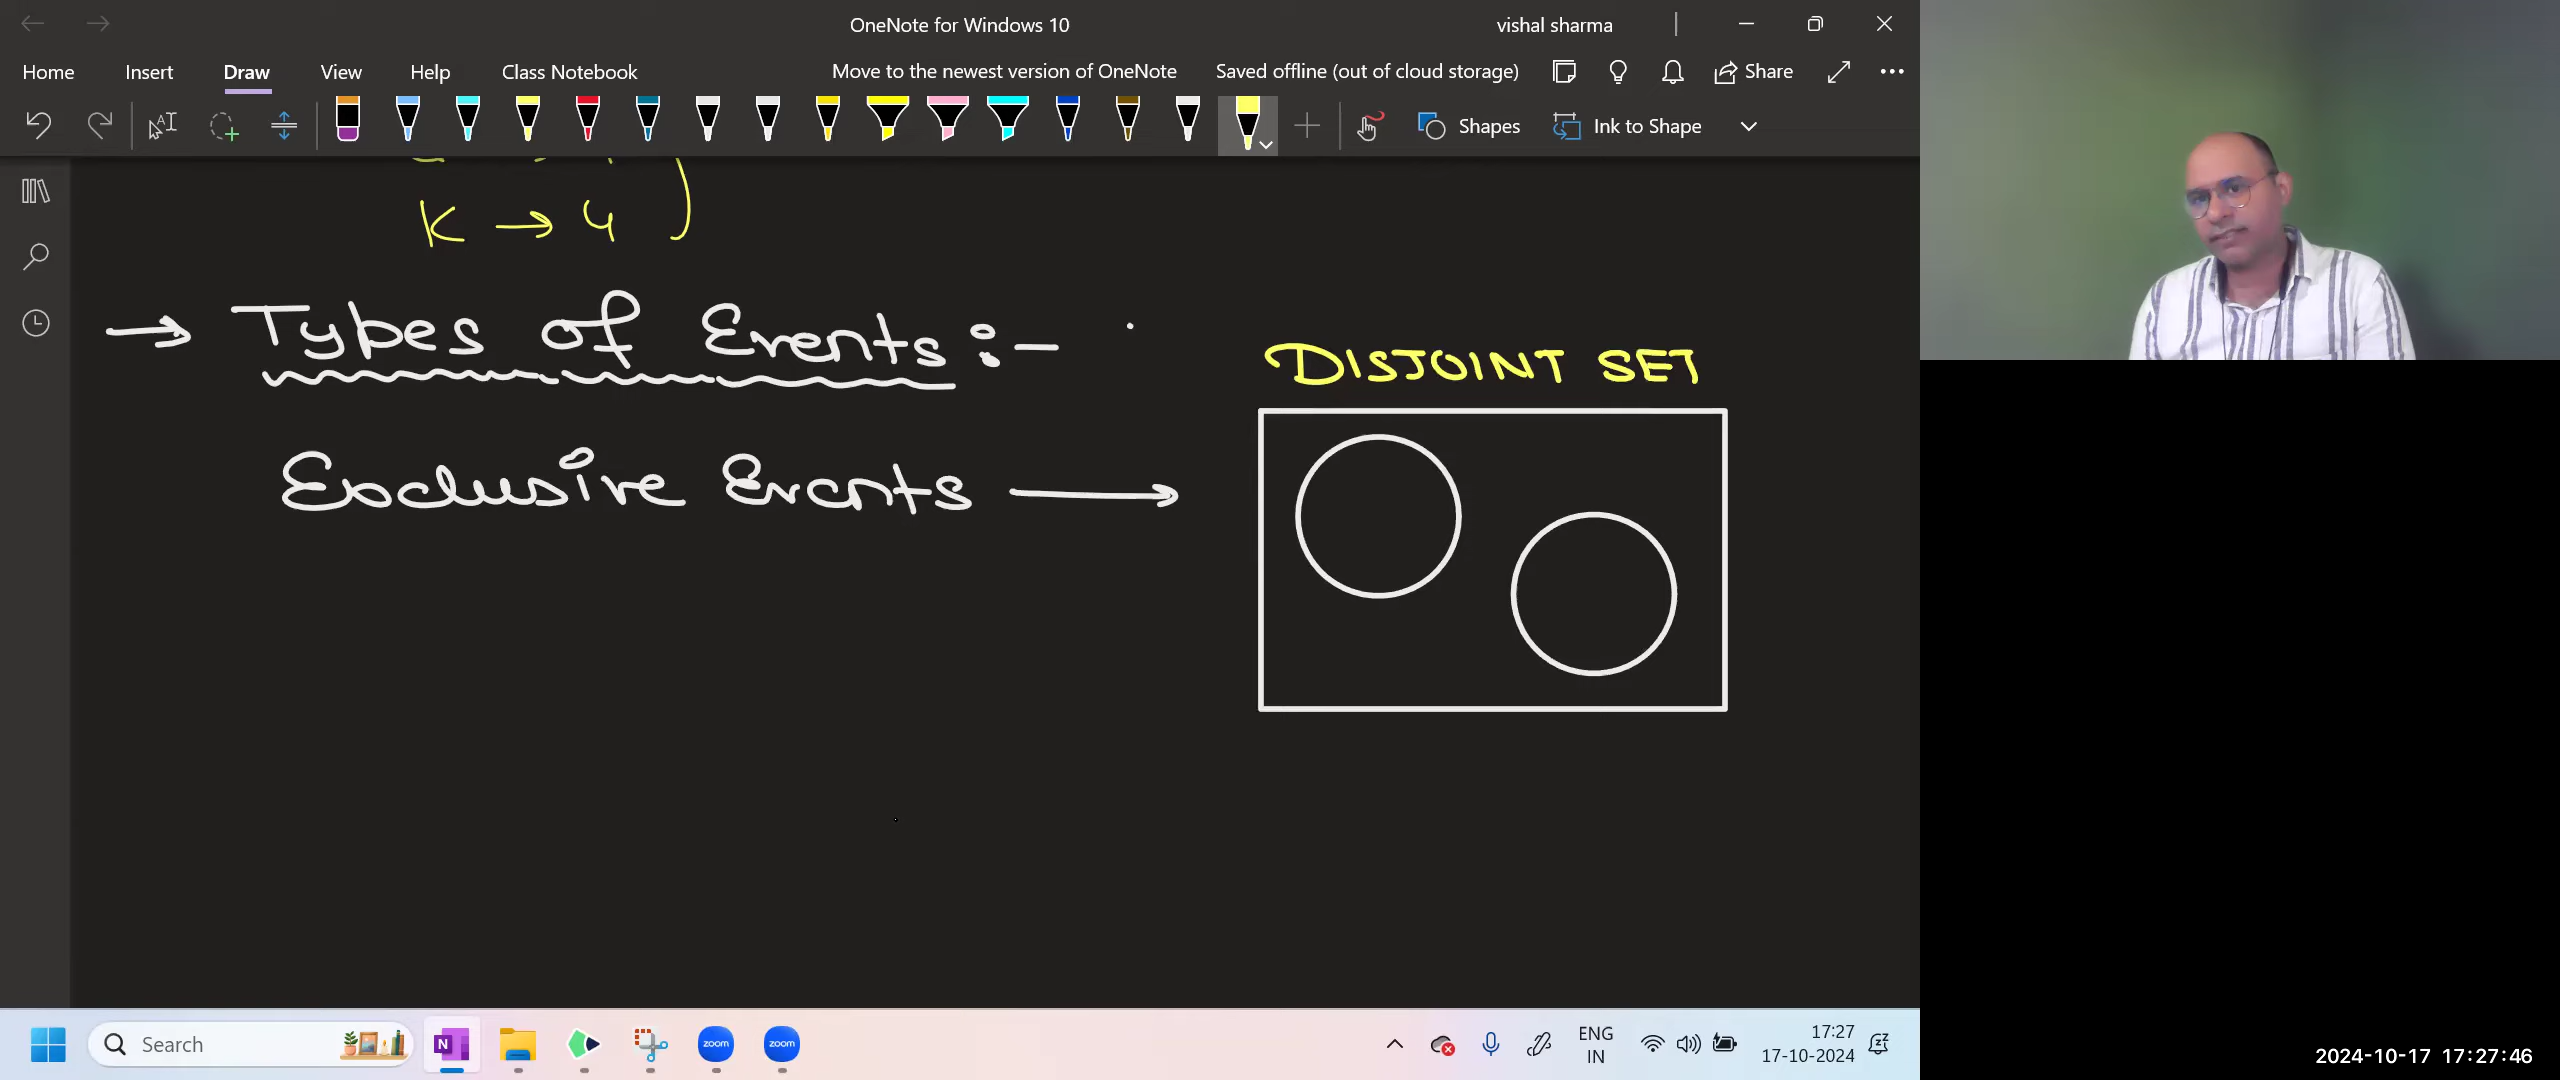 OneNote for Windows 10
vishal sharma
Home Insert Draw View Help Class Notebook Move to the newest version of OneNote Saved offline (out of cloud storage) Share
Shapes Ink to Shape
K → 4
→ Types of Events :-
DISJOINT SET
Exclusive Events →
Search
zoom zoom
ENG
IN
17:27
17-10-2024
2024-10-17 17:27:46